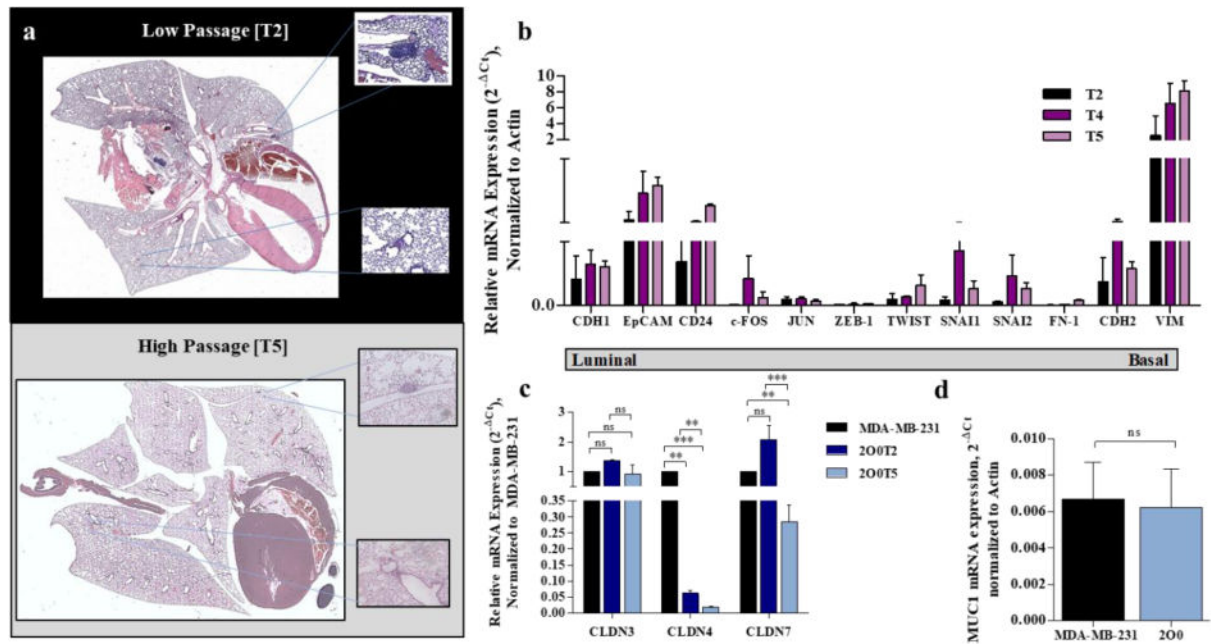 a
Low Passage [T2]
High Passage [T5]
b
Relative mRNA Expression (2-ΔCt),
Normalized to Actin
10
8
6
4
2
0.0
T2
T4
T5
CDH1 EpCAM CD24 c-FOS JUN ZEB-1 TWIST SNAI1 SNAI2 FN-1 CDH2 VIM
Luminal Basal
c
Relative mRNA Expression (2-ΔCt),
Normalized to MDA-MB-231
3
2
1
0.35
0.30
0.25
0.20
0.15
0.10
0.05
0.00
ns
ns
ns
**
***
**
***
**
ns
CLDN3 CLDN4 CLDN7
MDA-MB-231
2O0T2
2O0T5
d
MUC1 mRNA expression, 2-ΔCt
normalized to Actin
0.010
0.008
0.006
0.004
0.002
0.000
ns
MDA-MB-231 2O0